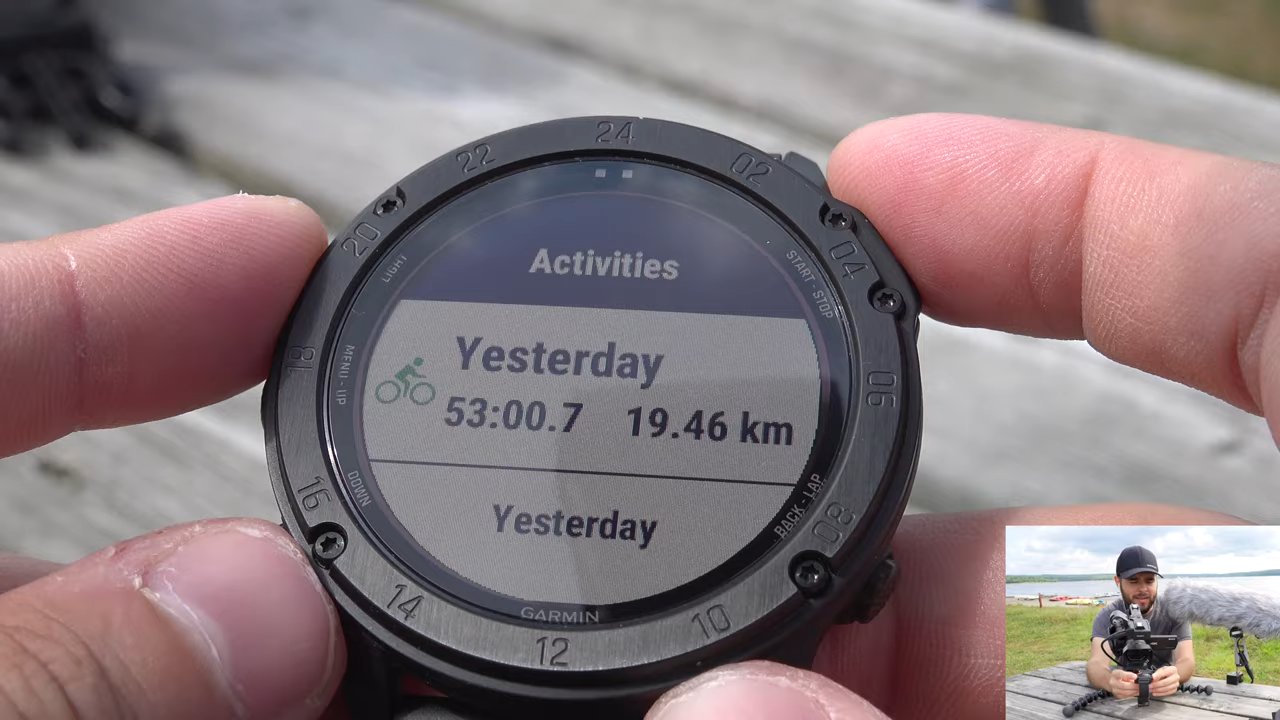 24
22
02
20
04
LIGHT
START - STOP
Activities
18
MENU - UP
Yesterday
06
53:00.7 19.46 km
16
DOWN
BACK - LAP
08
Yesterday
14
GARMIN
10
12